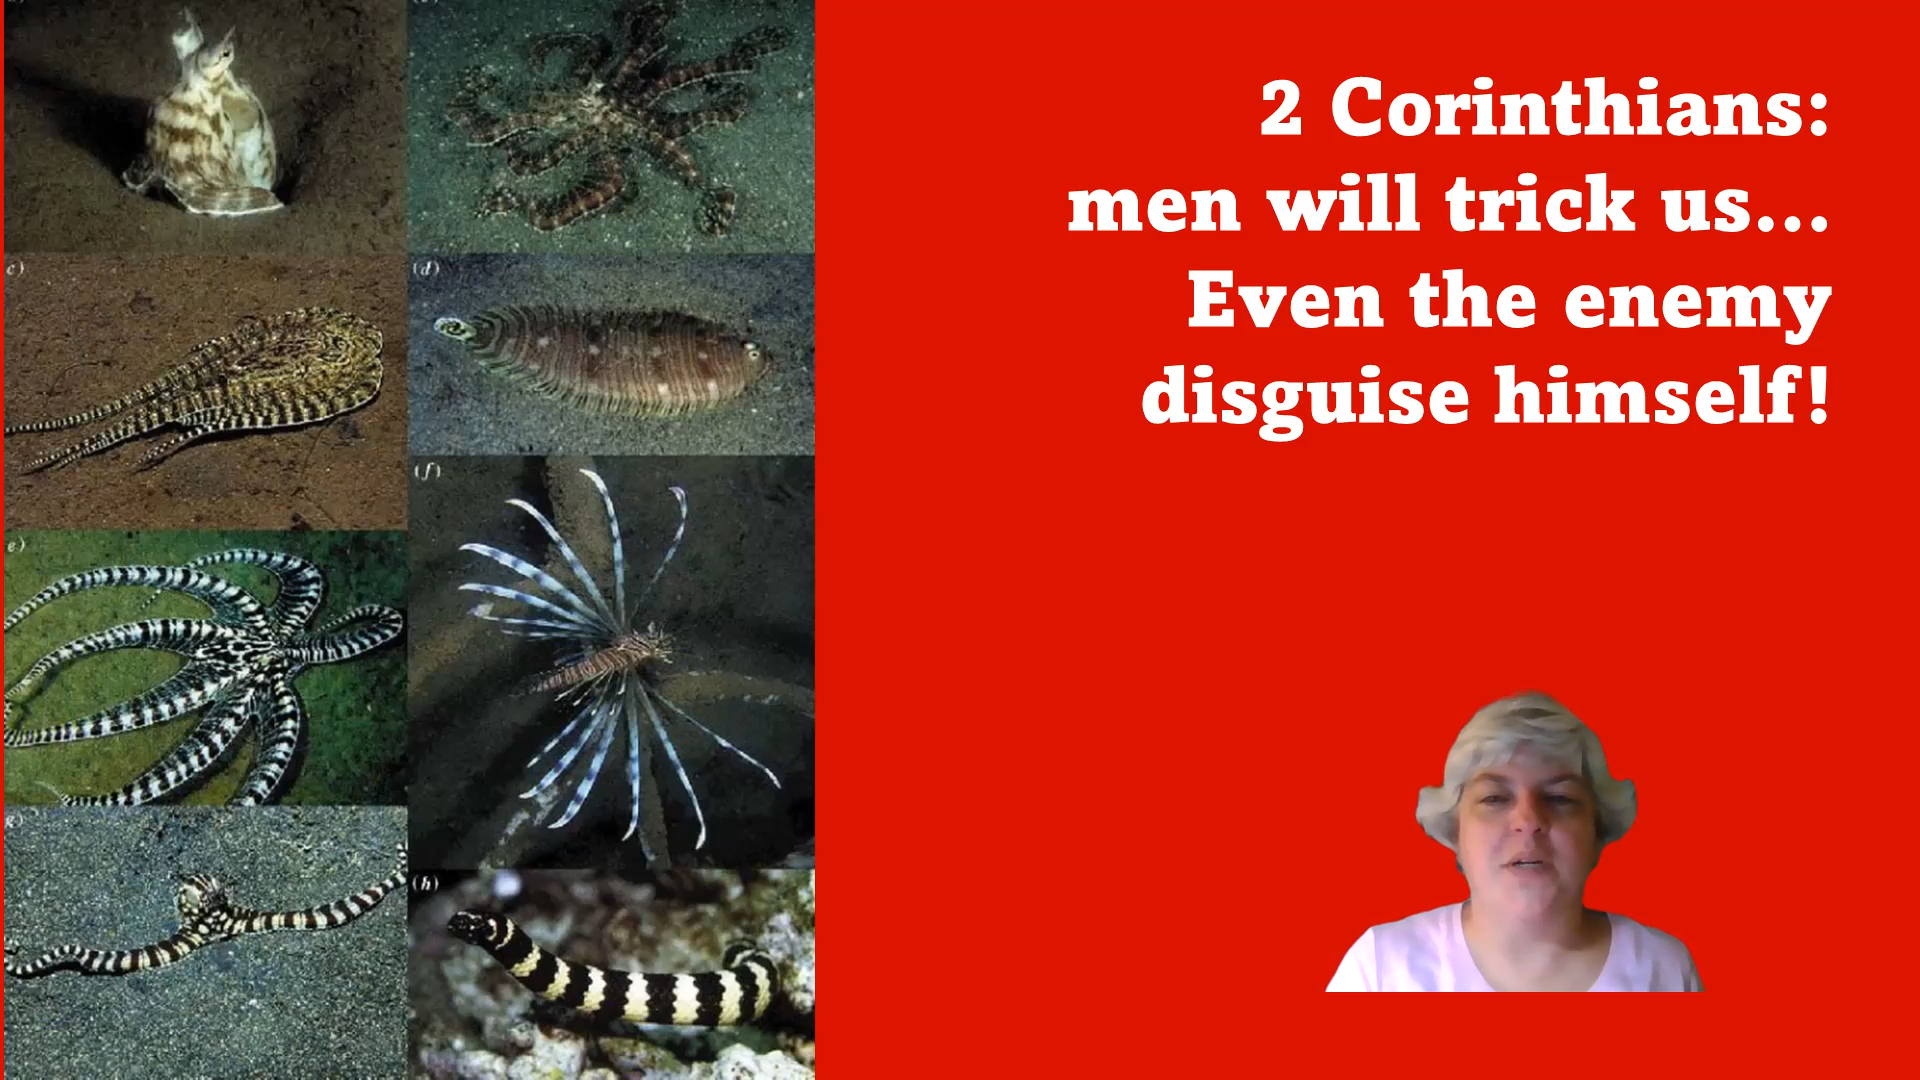 c)
(d)
(f)
e)
g)
(h)
2 Corinthians:
men will trick us...
Even the enemy
disguise himself!